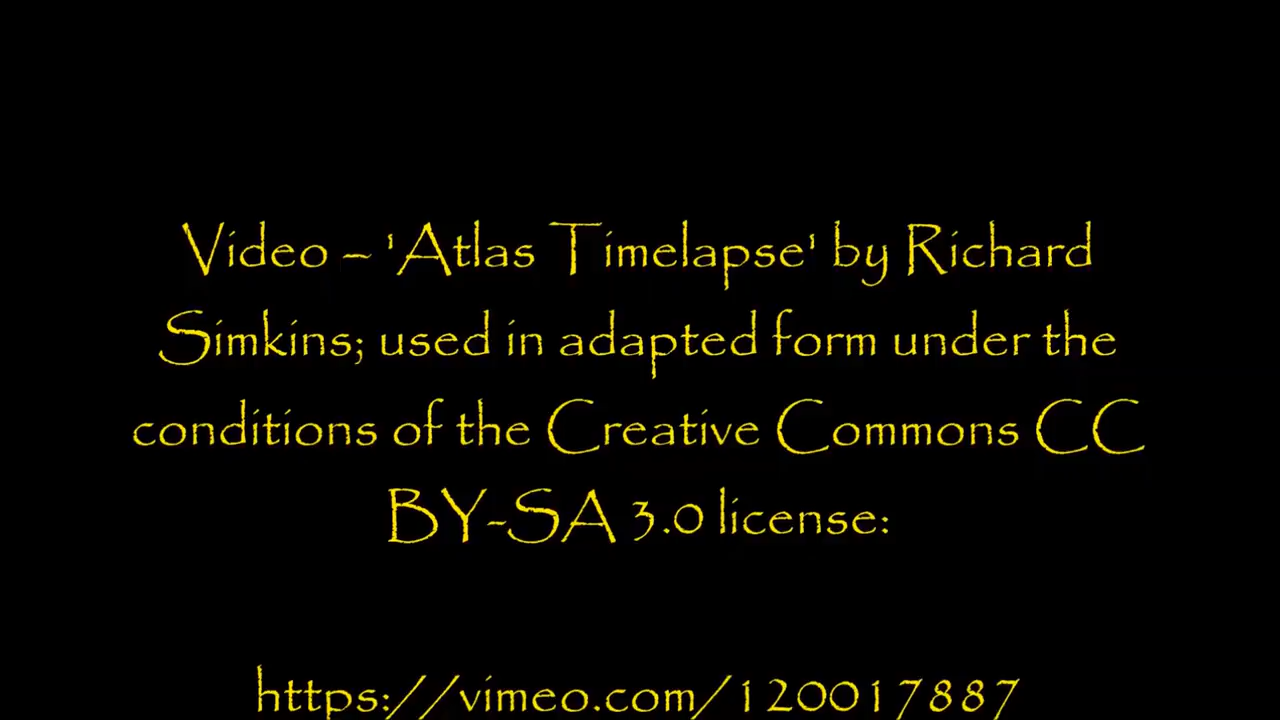 Video – 'Atlas Timelapse' by Richard
Simkins; used in adapted form under the
conditions of the Creative Commons CC
BY-SA 3.0 license:
https://vimeo.com/120017887